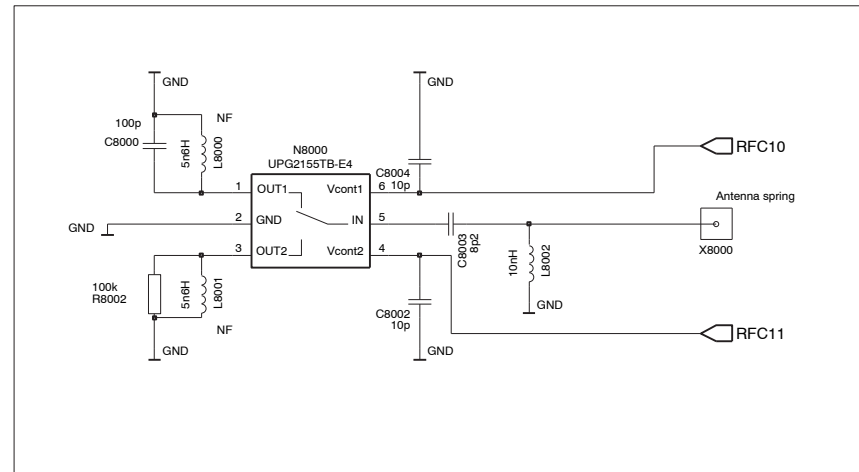 GND
GND
100p
C8000
5n6H
L8000
NF
N8000
UPG2155TB-E4
C8004
10p
RFC10
1
OUT1
Vcont1
6
GND
2
GND
IN
5
C8003
8p2
Antenna spring
X8000
3
OUT2
Vcont2
4
10nH
L8002
GND
100k
R8002
5n6H
L8001
NF
GND
C8002
10p
GND
RFC11